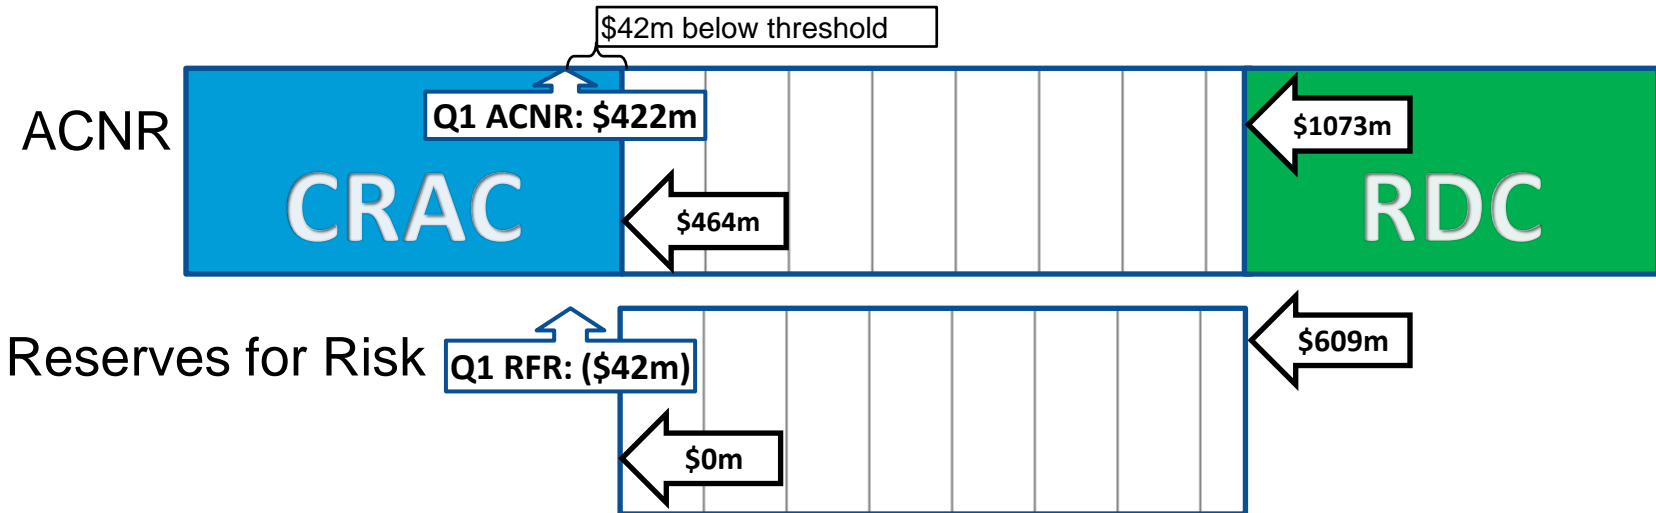 $42m below threshold
ACNR
Q1 ACNR: $422m
$1073m
CRAC
$464m
RDC
Reserves for Risk
Q1 RFR: ($42m)
$609m
$0m